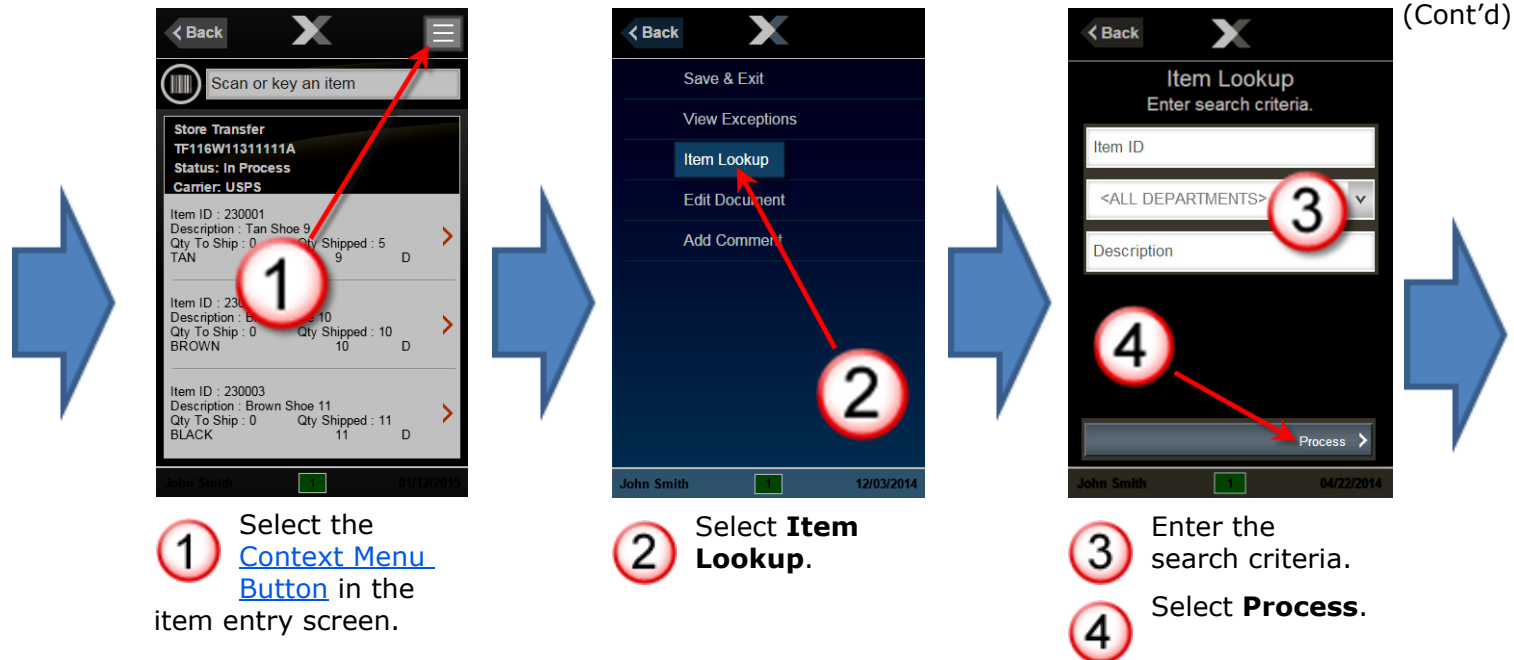 (Cont'd)
Back
Scan or key an item
Store Transfer
TF116W11311111A
Status: In Process
Carrier: USPS
Item ID : 230001
Description : Tan Shoe 9
Qty To Ship : 0 Qty Shipped : 5
TAN 9 D
1
Item ID :
Description : 10
Qty To Ship : 0 Qty Shipped : 10
BROWN 10 D
Item ID : 230003
Description : Brown Shoe 11
Qty To Ship : 0 Qty Shipped : 11
BLACK 11 D
John Smith 1 01/12/2015
1 Select the
Context Menu
Button in the
item entry screen.
Back
Save & Exit
View Exceptions
Item Lookup
Edit Document
Add Comment
2
John Smith 1 12/03/2014
2 Select Item
Lookup.
Back
Item Lookup
Enter search criteria.
Item ID
<ALL DEPARTMENTS>
3
Description
4
Process
John Smith 1 04/22/2014
3 Enter the
search criteria.
4 Select Process.